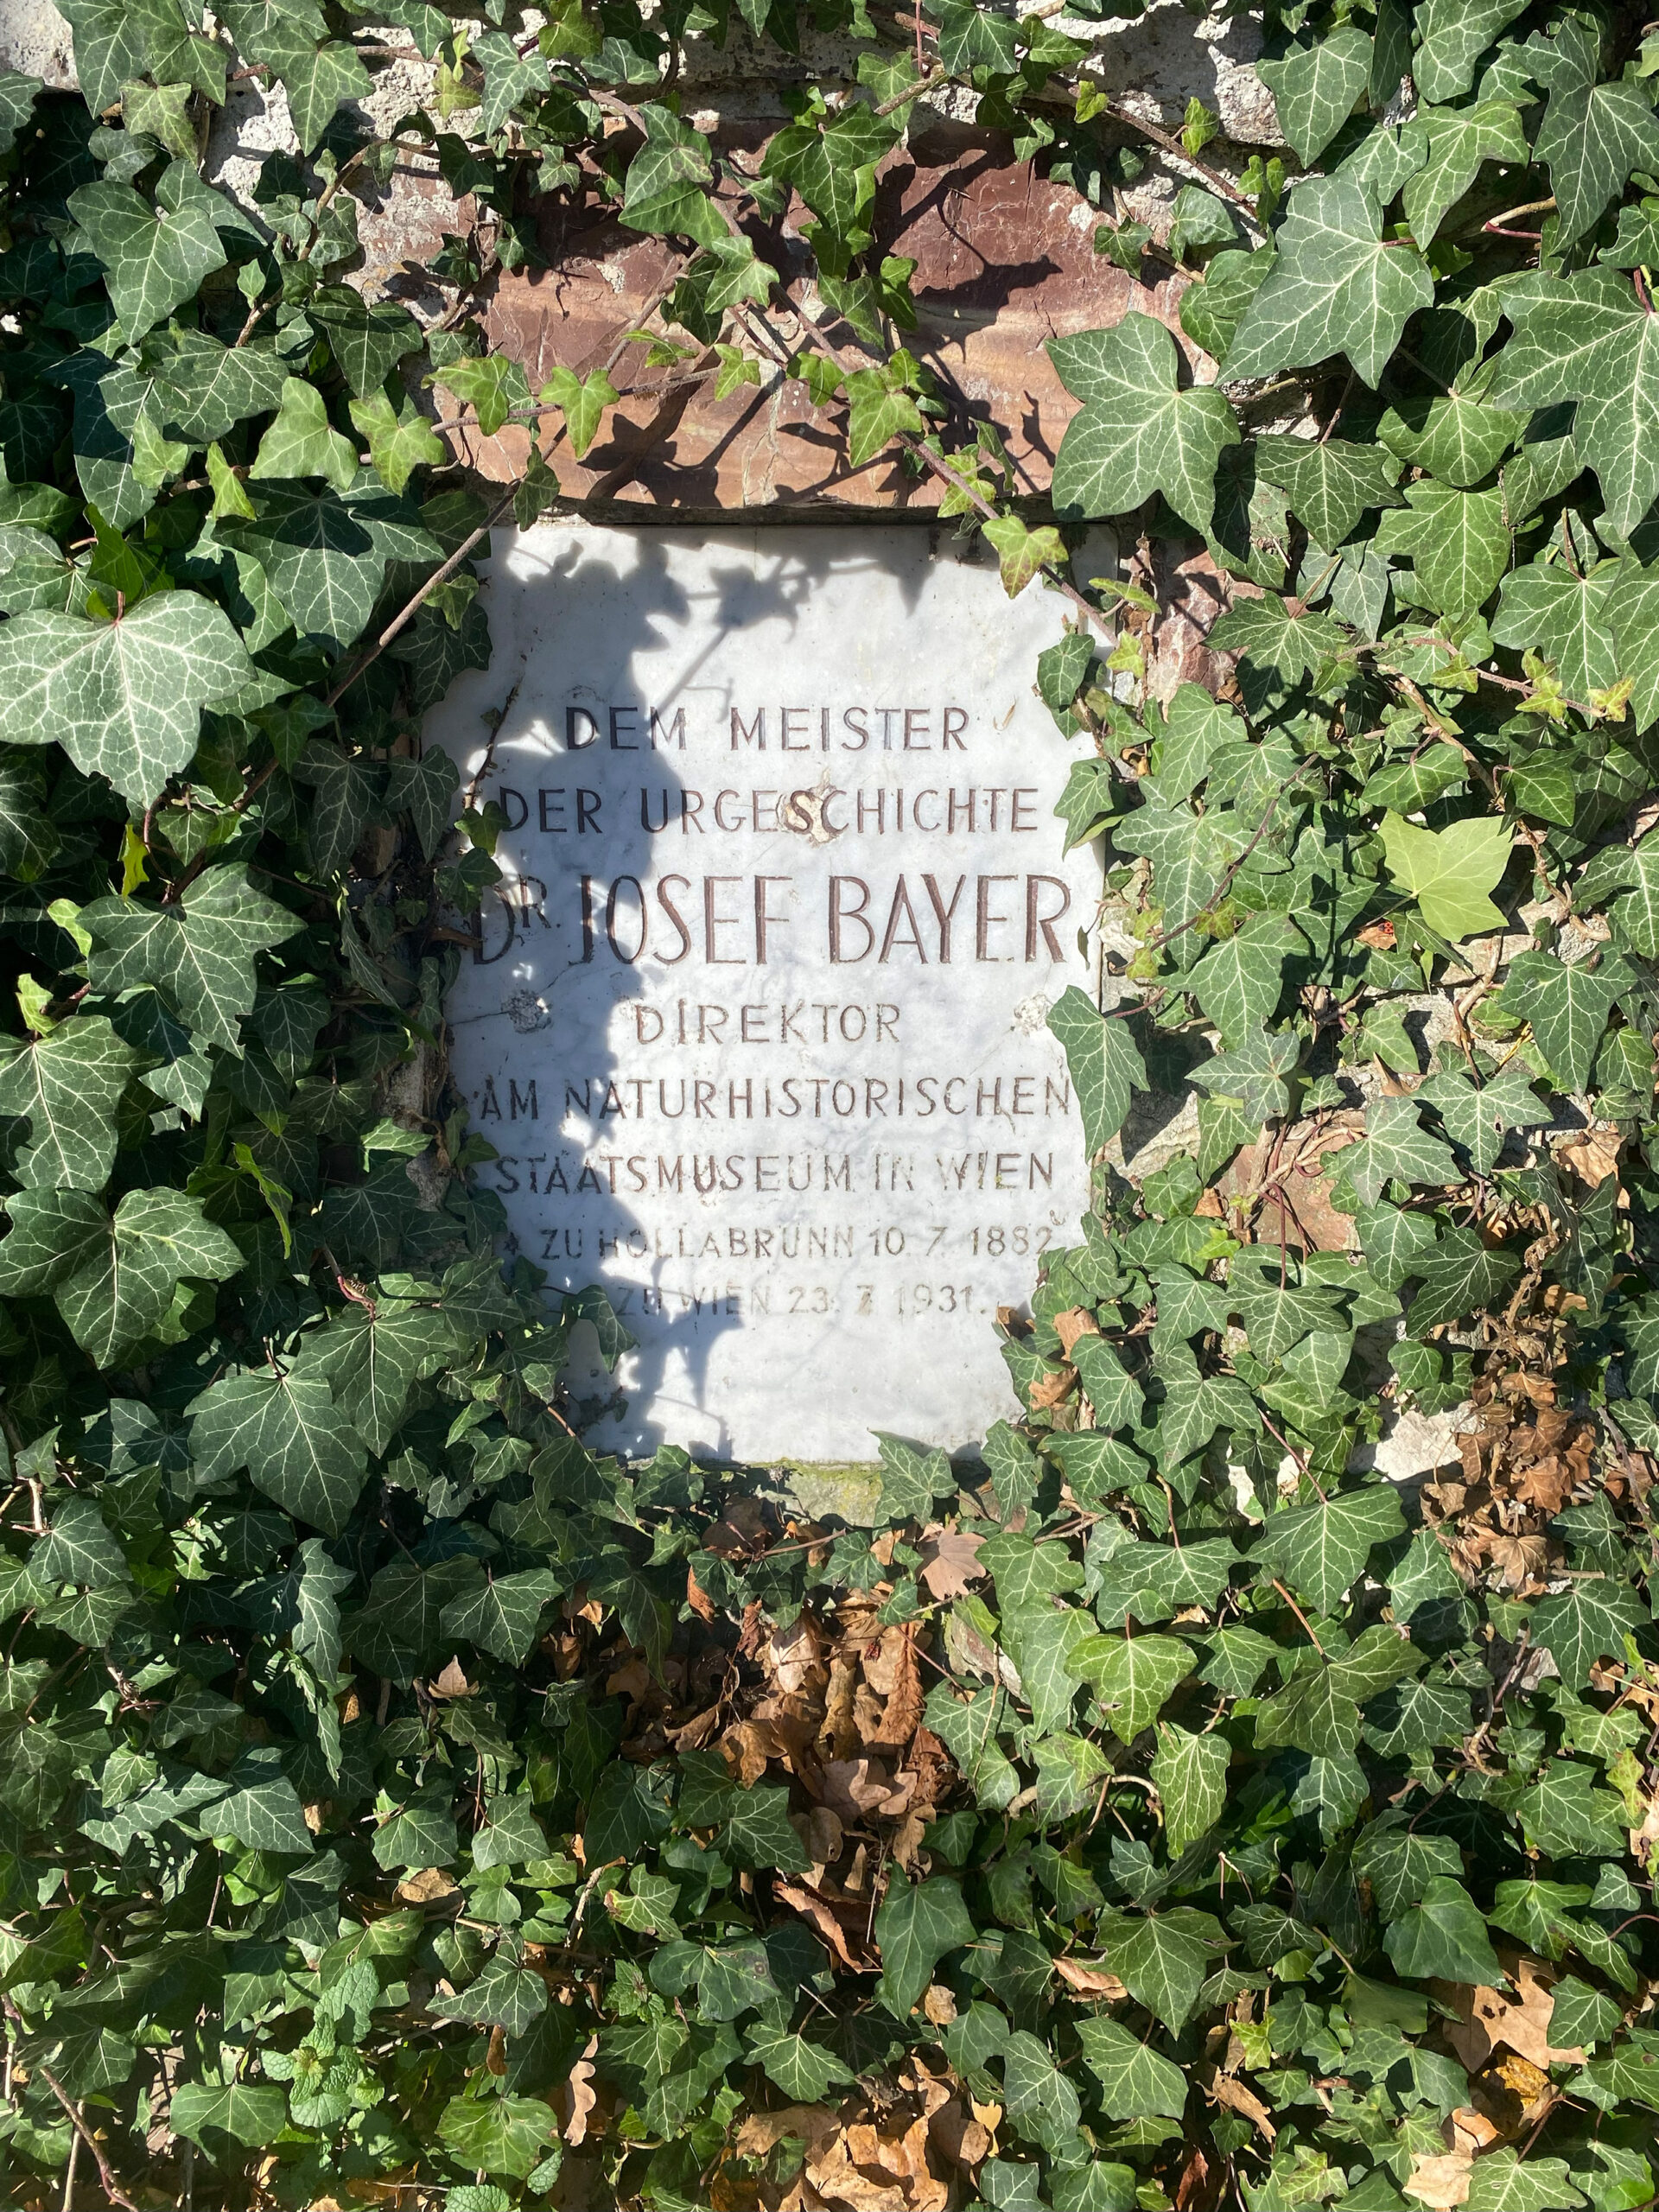 DEM MEISTER
DER URGESCHICHTE
DR. JOSEF BAYER
DIREKTOR
AM NATURHISTORISCHEN
STAATSMUSEUM IN WIEN
ZU HOLLABRUNN 10. 7. 1882
ZU WIEN 23. 7. 1931.